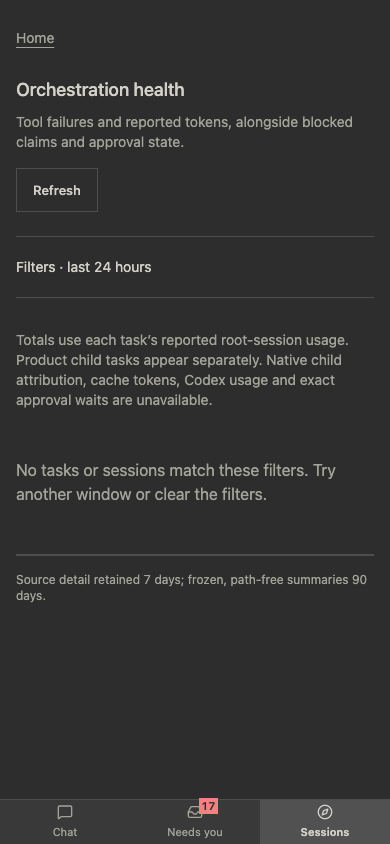 Home
Orchestration health
Tool failures and reported tokens, alongside blocked
claims and approval state.
Refresh
Filters · last 24 hours
Totals use each task’s reported root-session usage.
Product child tasks appear separately. Native child
attribution, cache tokens, Codex usage and exact
approval waits are unavailable.
No tasks or sessions match these filters. Try
another window or clear the filters.
Source detail retained 7 days; frozen, path-free summaries 90
days.
17
Chat
Needs you
Sessions